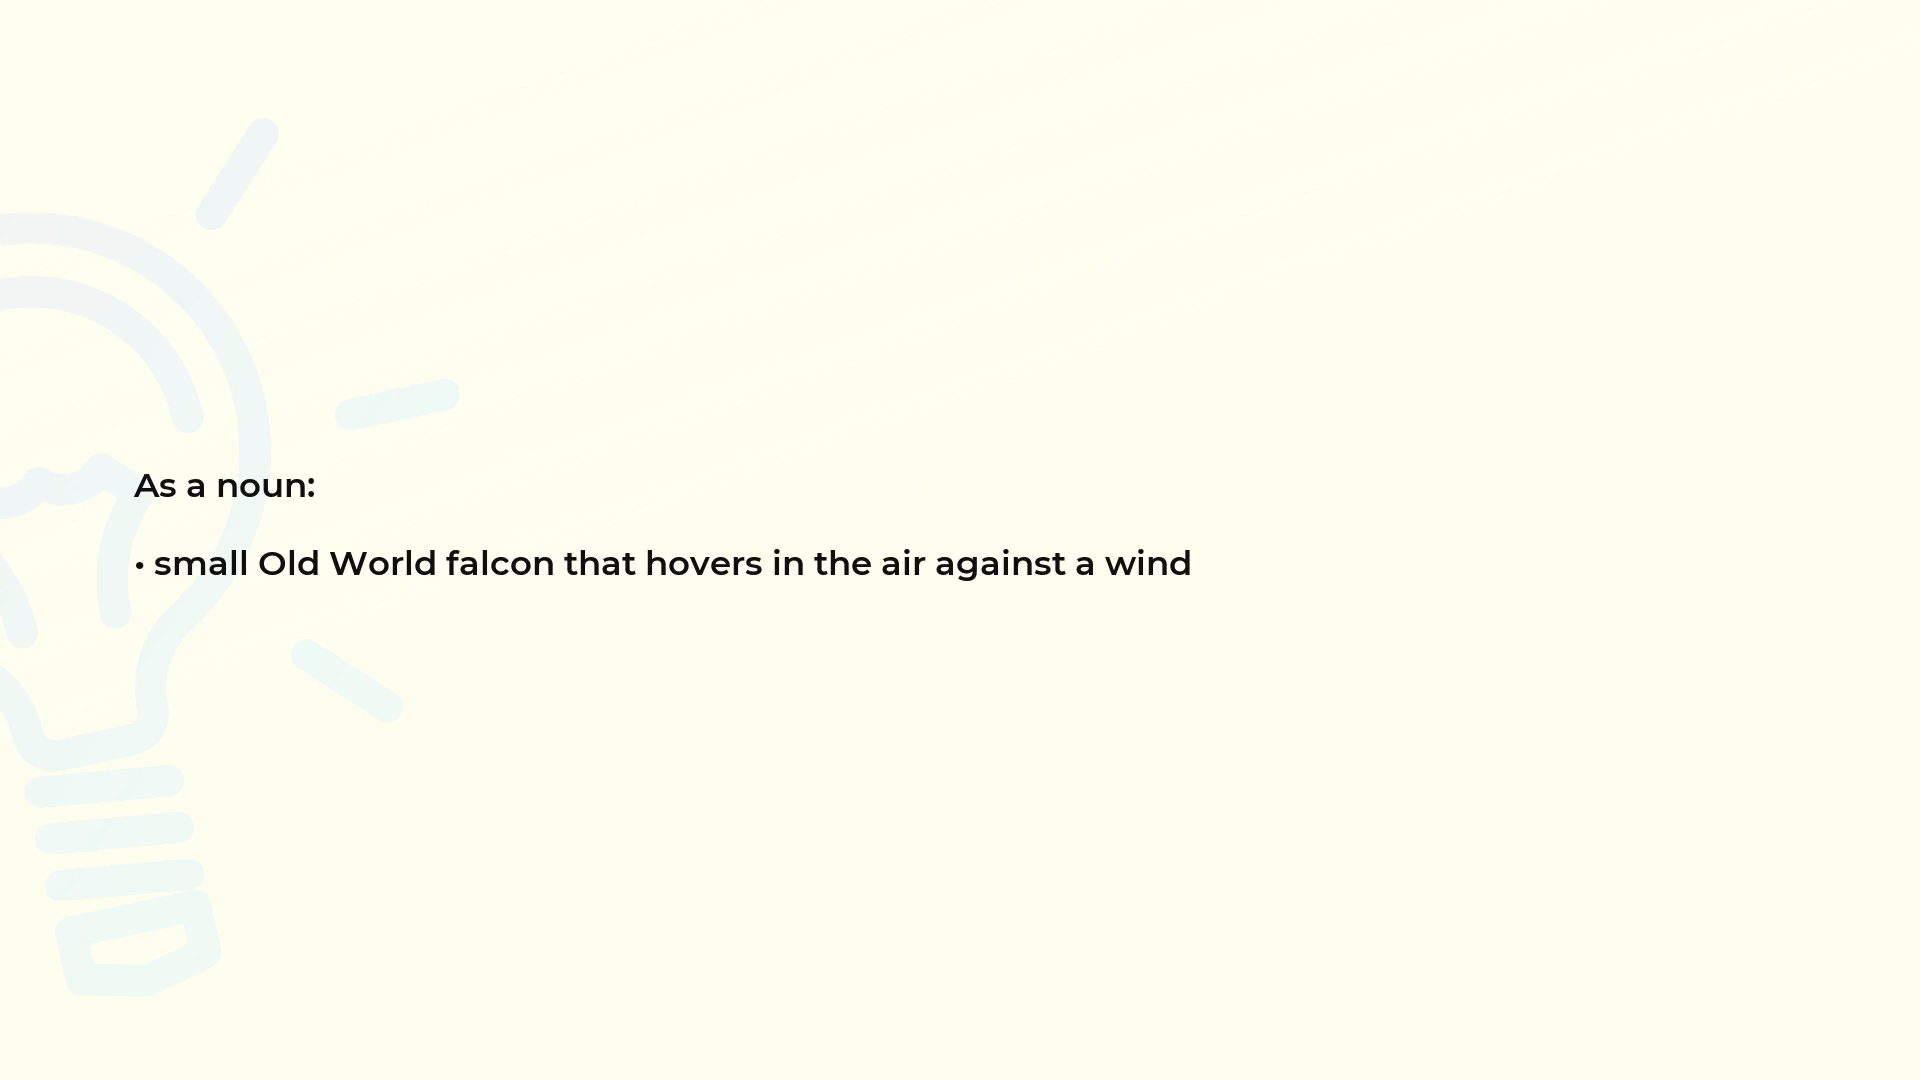 As a noun:
• small Old World falcon that hovers in the air against a wind